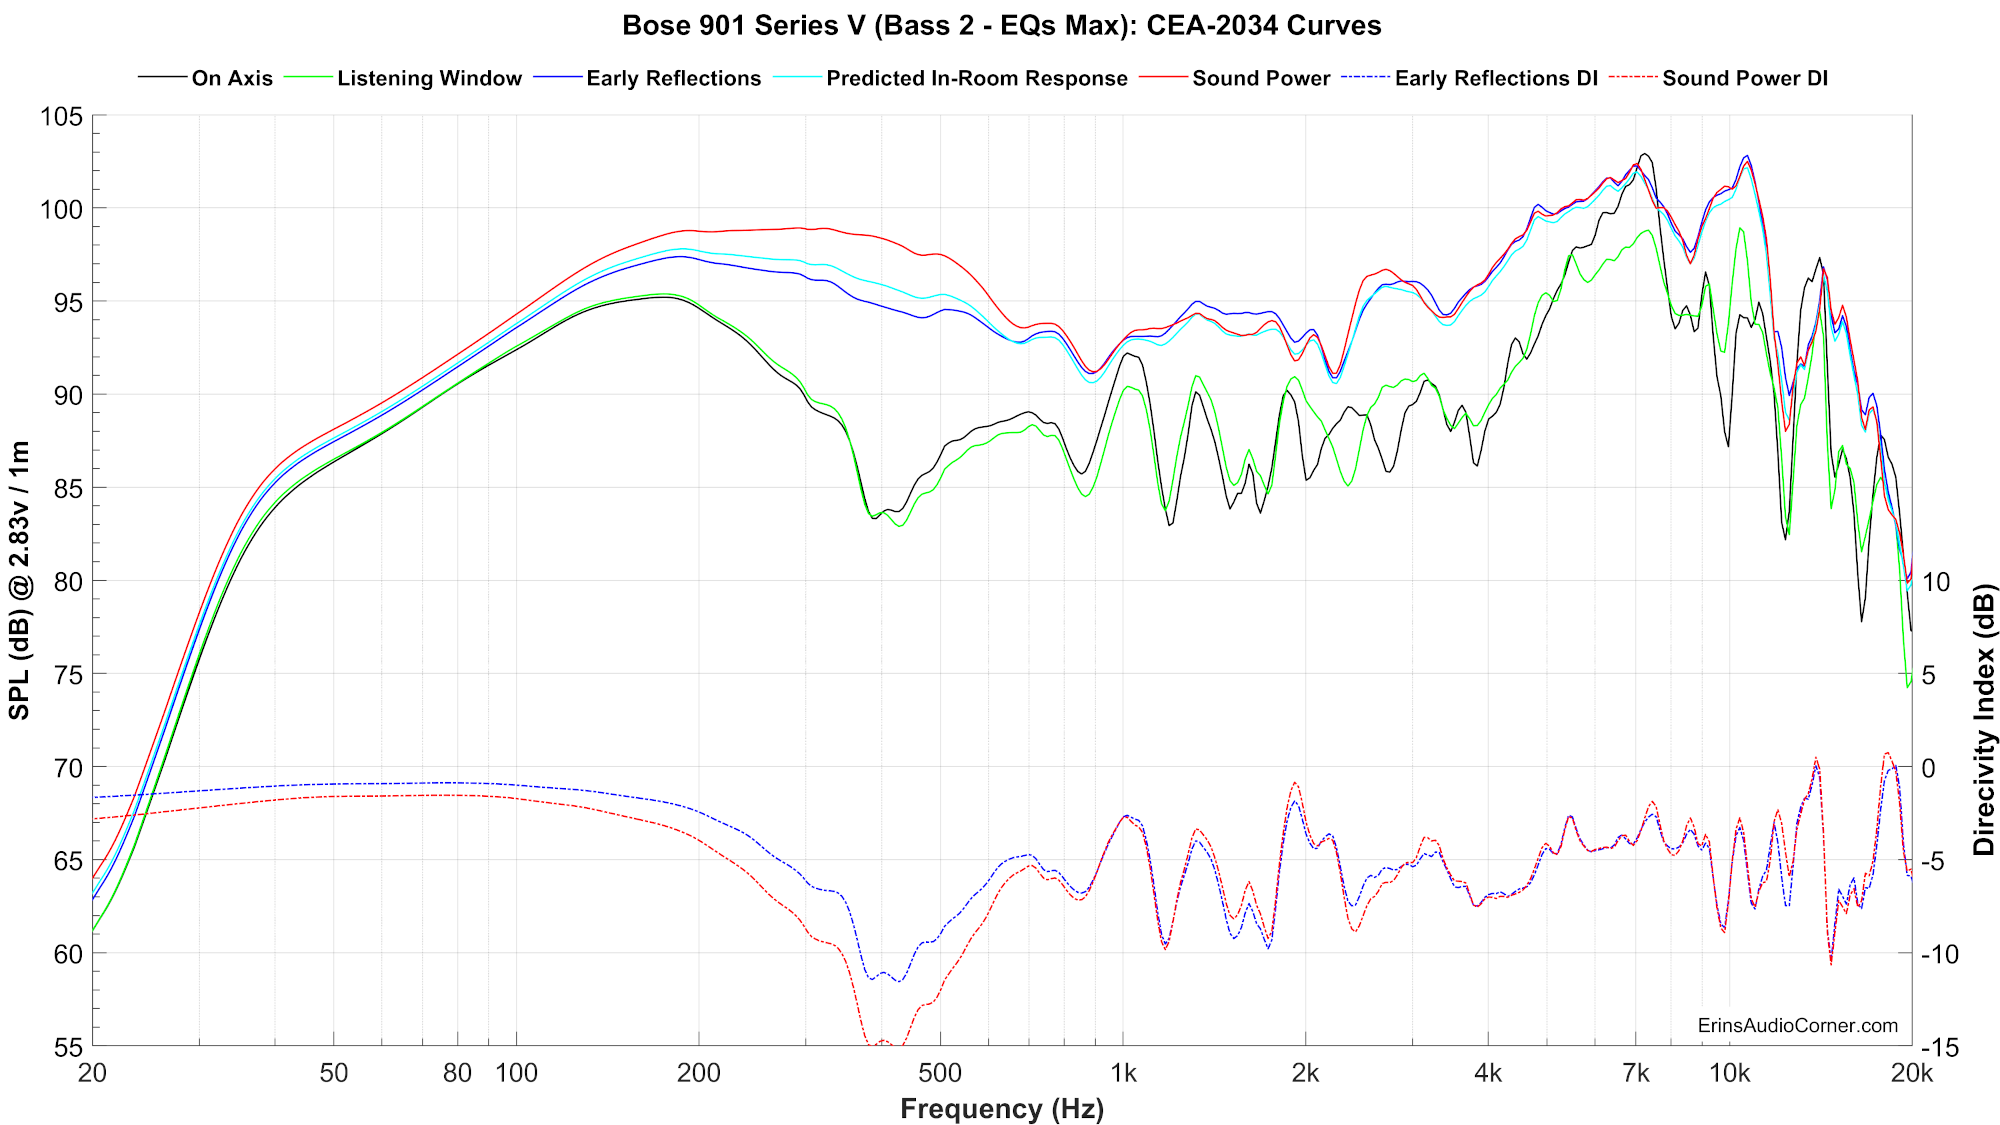 Bose 901 Series V (Bass 2 - EQs Max): CEA-2034 Curves
On Axis Listening Window Early Reflections Predicted In-Room Response Sound Power Early Reflections DI Sound Power DI
105
100
95
90
85
80
75
70
65
60
55
SPL (dB) @ 2.83v / 1m
10
5
0
-5
-10
-15
Direcivity Index (dB)
ErinsAudioCorner.com
20 50 80 100 200 500 1k 2k 4k 7k 10k 20k
Frequency (Hz)